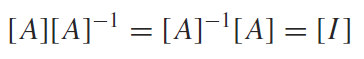 [A][A]⁻¹ = [A]⁻¹[A] = [I]